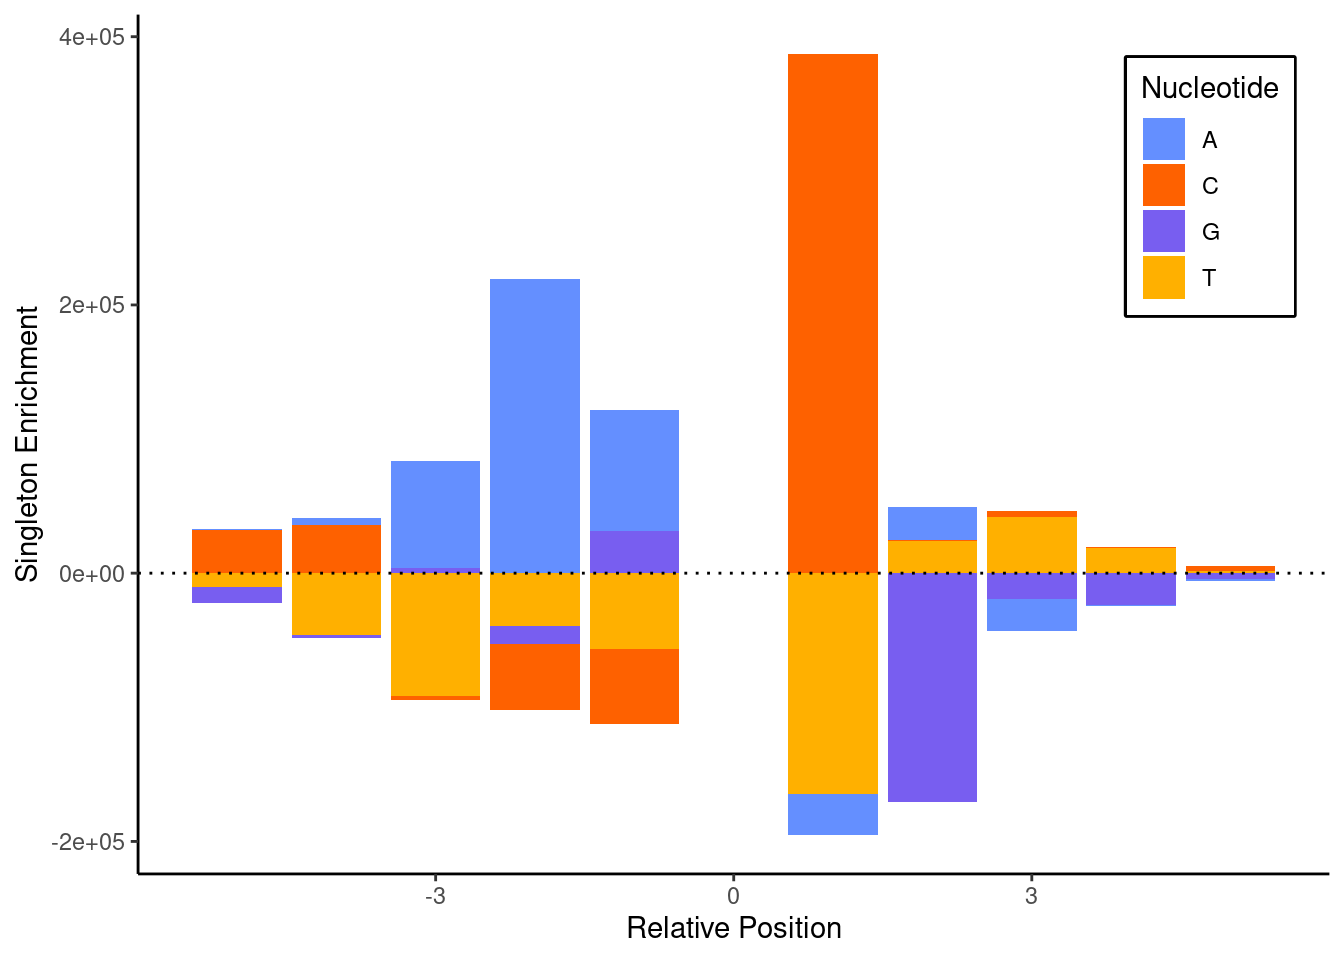 4e+05
2e+05
0e+00
-2e+05
Singleton Enrichment
Nucleotide
A
C
G
T
-3
0
3
Relative Position